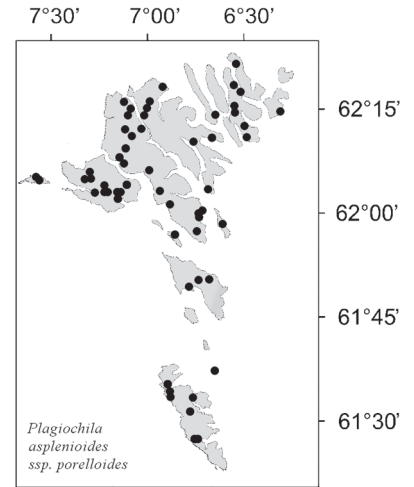 7°30’ 7°00’ 6°30’
62°15’
62°00’
61°45’
61°30’
Plagiochila
asplenioides
ssp. porelloides